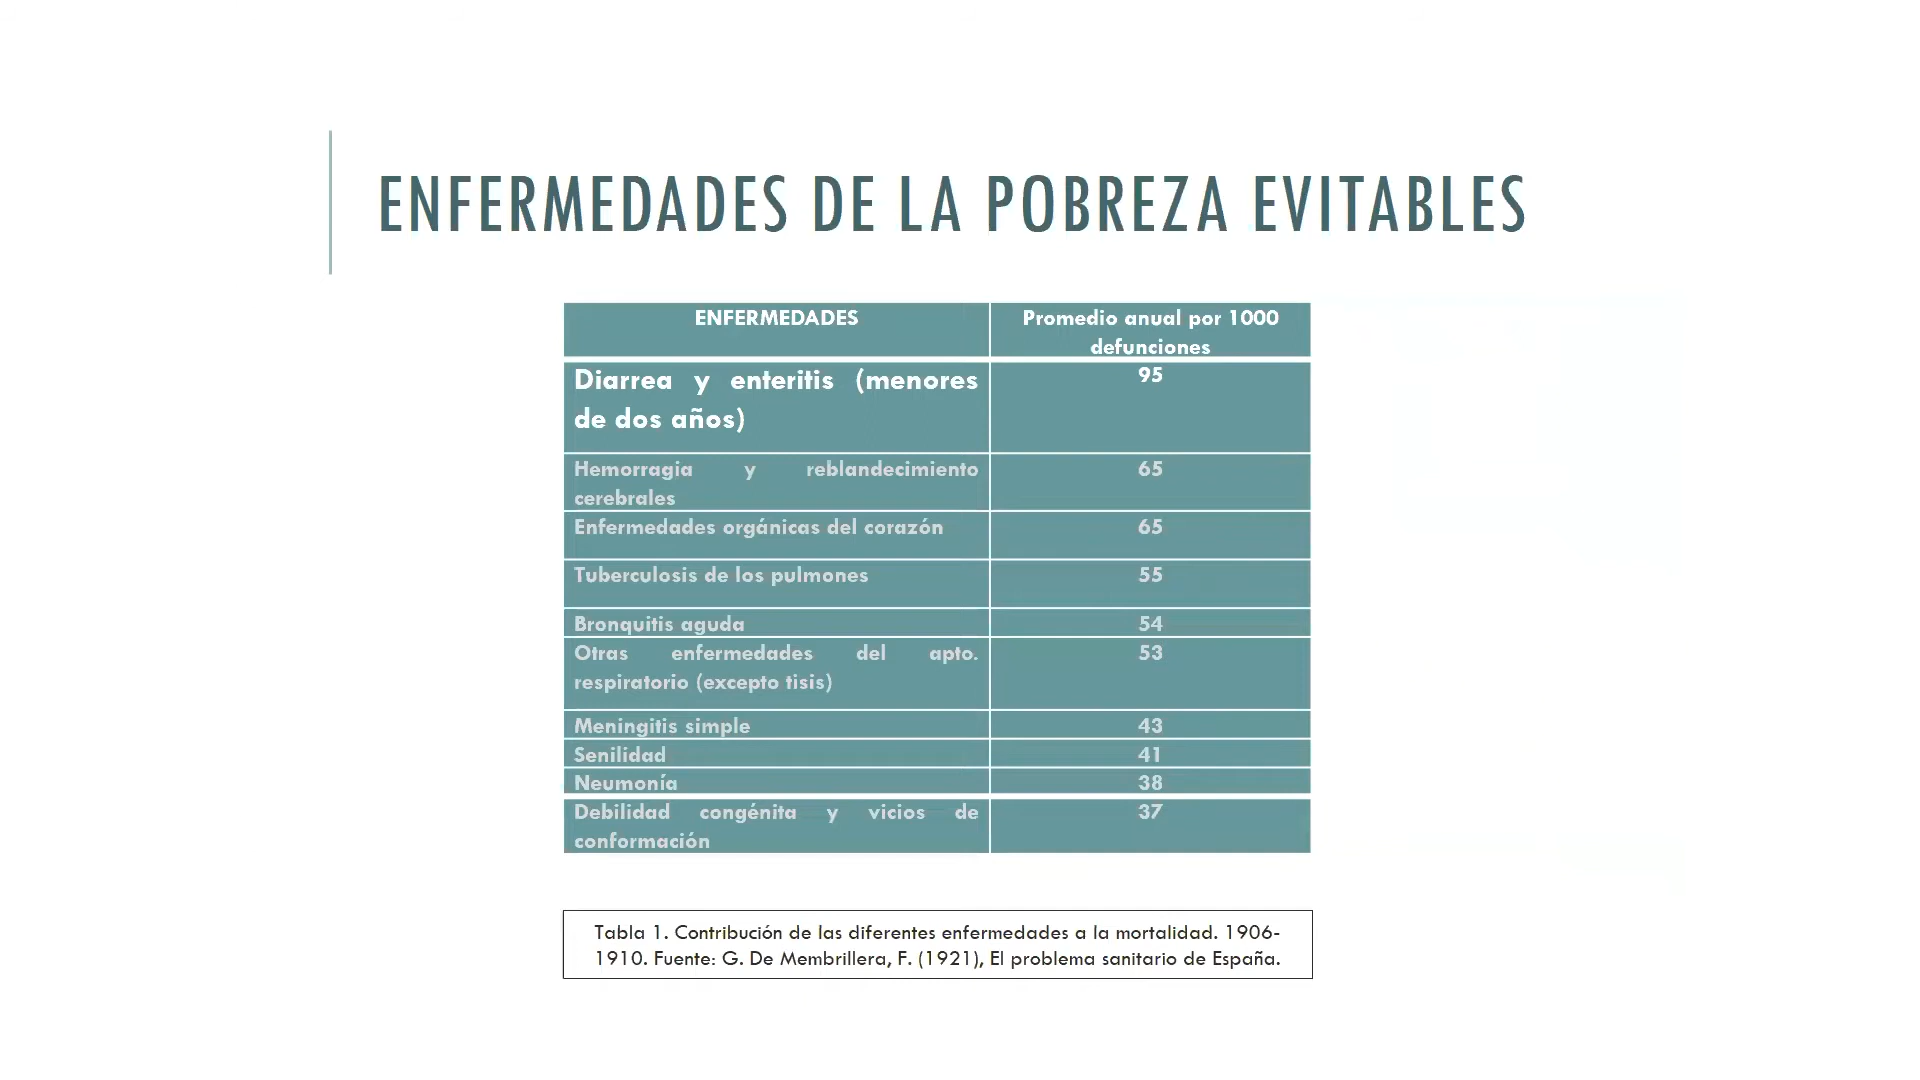 ENFERMEDADES DE LA POBREZA EVITABLES
ENFERMEDADES
Promedio anual por 1000
defunciones
Diarrea y enteritis (menores
de dos años)
95
Hemorragia y reblandecimiento
cerebrales
65
Enfermedades orgánicas del corazón
65
Tuberculosis de los pulmones
55
Bronquitis aguda
54
Otras enfermedades del apto.
respiratorio (excepto tisis)
53
Meningitis simple
43
Senilidad
41
Neumonía
38
Debilidad congénita y vicios de
conformación
37
Tabla 1. Contribución de las diferentes enfermedades a la mortalidad. 1906-
1910. Fuente: G. De Membrillera, F. (1921), El problema sanitario de España.